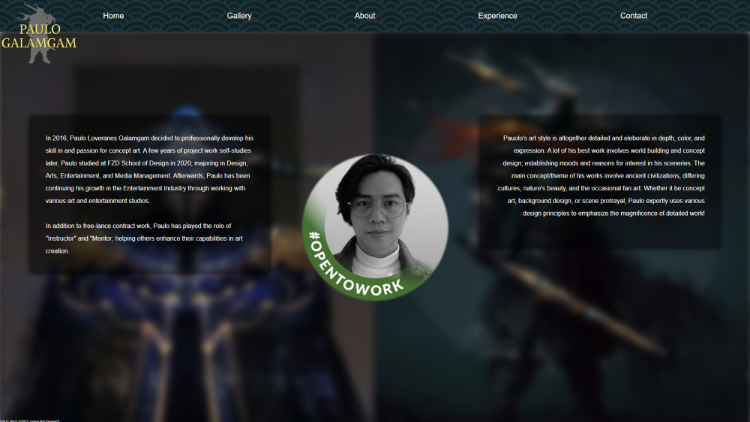 PAULO
GALAMGAM
Home
Gallery
About
Experience
Contact
In 2016, Paulo Loveranes Galamgam decided to professionally develop his
skill in and passion for concept art. A few years of project work self-studies
later, Paulo studied at FZD School of Design in 2020; majoring in Design,
Arts, Entertainment, and Media Management. Afterwards, Paulo has been
continuing his growth in the Entertainment Industry through working with
various art and entertainment studios.
In addition to free-lance contract work, Paulo has played the role of
"Instructor" and "Mentor; helping others enhance their capabilities in art
creation.
#OPENTOWORK
Pauolo's art style is altogether detailed and eleborate in depth, color, and
expression. A lot of his best work involves world building and concept
design; establishing moods and reasons for interest in his sceneries. The
main concept/theme of his works involve ancient civilizations, differing
cultures, nature's beauty, and the occasional fan art. Whether it be concept
art, background design, or scene protrayal; Paulo expertly uses various
design principles to emphasize the magnificence of detailed world